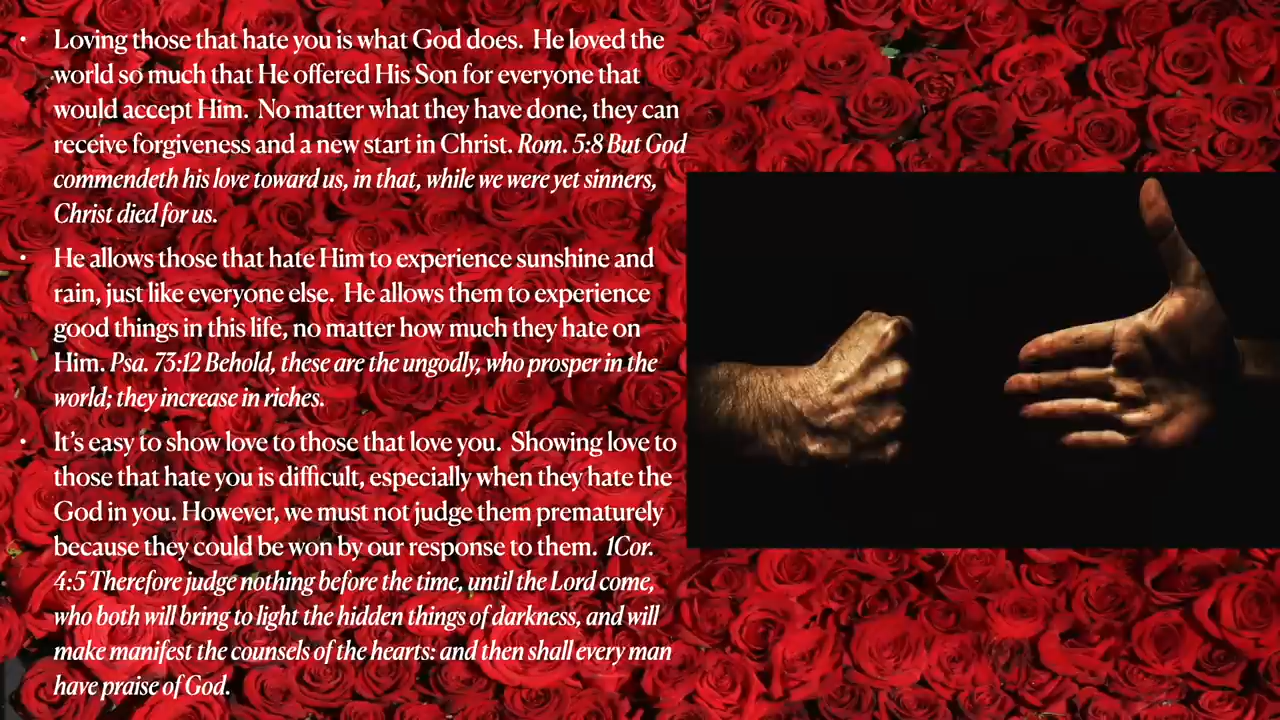 • Loving those that hate you is what God does.  He loved the
world so much that He offered His Son for everyone that
would accept Him.  No matter what they have done, they can
receive forgiveness and a new start in Christ. Rom. 5:8 But God
commendeth his love toward us, in that, while we were yet sinners,
Christ died for us.
• He allows those that hate Him to experience sunshine and
rain, just like everyone else.  He allows them to experience
good things in this life, no matter how much they hate on
Him. Psa. 73:12 Behold, these are the ungodly, who prosper in the
world; they increase in riches.
• It’s easy to show love to those that love you.  Showing love to
those that hate you is difficult, especially when they hate the
God in you. However, we must not judge them prematurely
because they could be won by our response to them.  1Cor.
4:5 Therefore judge nothing before the time, until the Lord come,
who both will bring to light the hidden things of darkness, and will
make manifest the counsels of the hearts: and then shall every man
have praise of God.